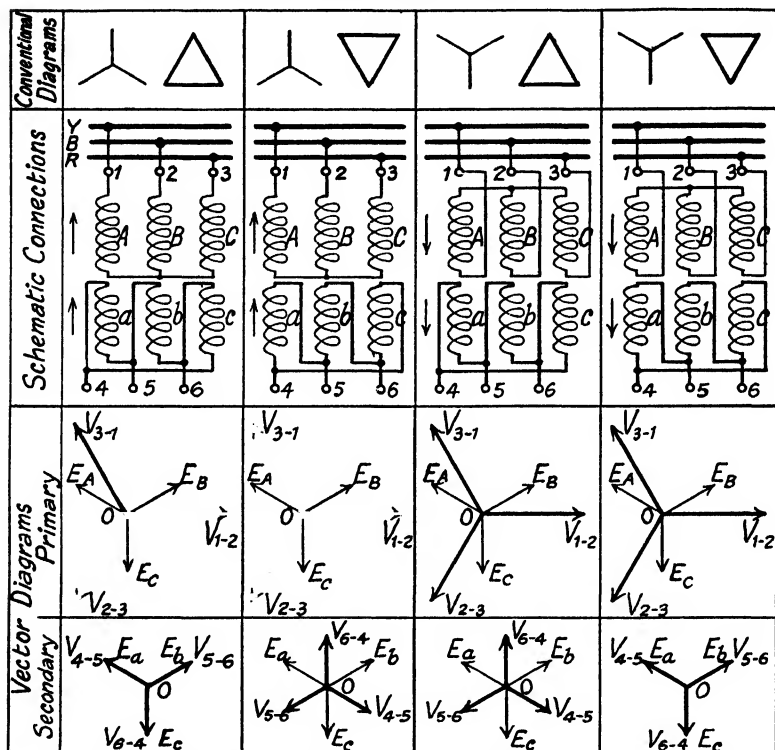 Conventional Diagrams
Schematic Connections
Y
B
R
1 2 3
A B C
a b c
4 5 6
1 2 3
A B C
a b c
4 5 6
1 2 3
A B C
a b c
4 5 6
1 2 3
A B C
a b c
4 5 6
Vector Diagrams
Primary
V3-1
EA EB
O
V1-2
EC
V2-3
V3-1
EA EB
O
V1-2
EC
V2-3
V3-1
EA EB
O
V1-2
EC
V2-3
V3-1
EA EB
O
V1-2
EC
V2-3
Secondary
V4-5 Ea Eb V5-6
O
V6-4 Ec
V6-4
Ea Eb
O
V5-6 V4-5
Ec
V6-4
Ea Eb
O
V5-6 V4-5
Ec
V4-5 Ea Eb V5-6
O
V6-4 Ec